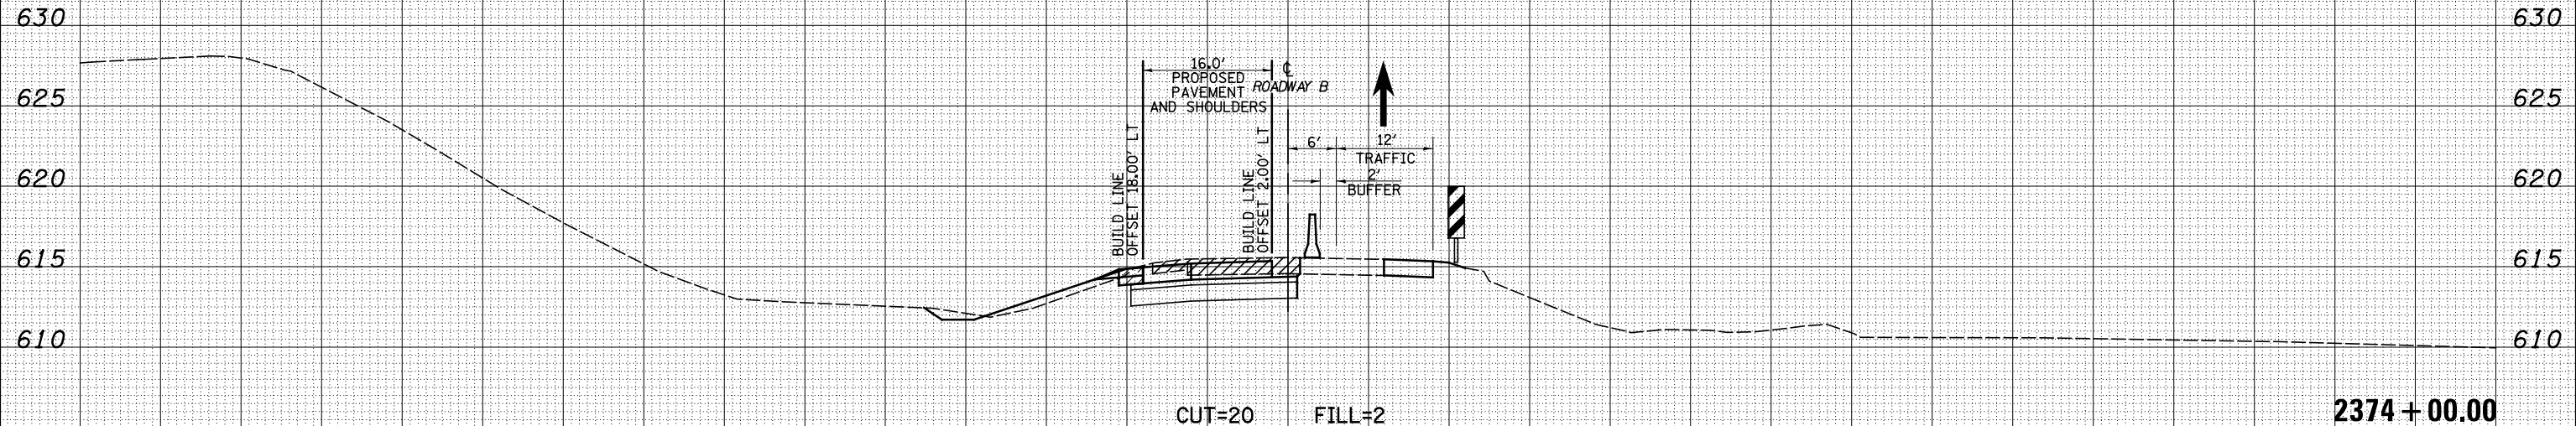 630
630
625
625
620
620
615
615
610
610
16.0'
PROPOSED
PAVEMENT
AND SHOULDERS
℄
ROADWAY B
BUILD LINE
OFFSET 18.00' LT
BUILD LINE
OFFSET 2.00' LT
6'
12'
TRAFFIC
2'
BUFFER
CUT=20
FILL=2
2374+00.00